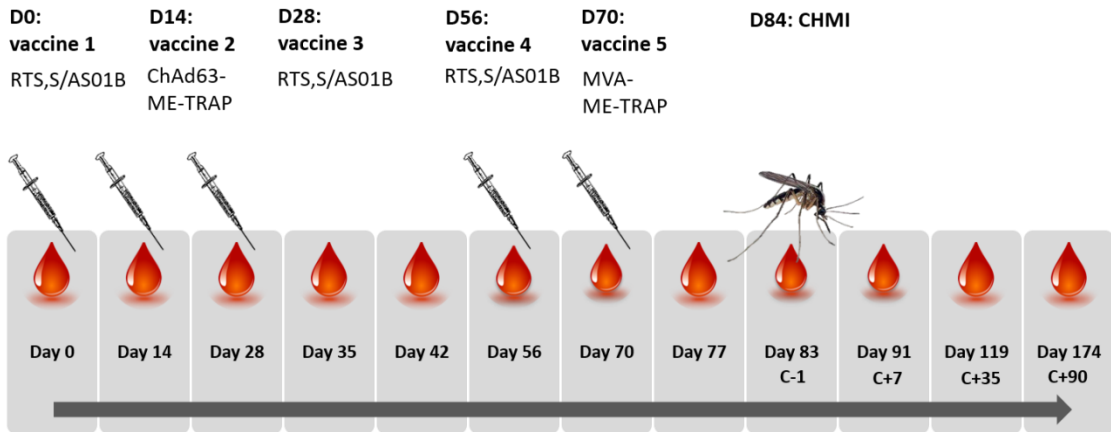 D0:
vaccine 1
RTS,S/AS01B
D14:
vaccine 2
ChAd63-
ME-TRAP
D28:
vaccine 3
RTS,S/AS01B
D56:
vaccine 4
RTS,S/AS01B
D70:
vaccine 5
MVA-
ME-TRAP
D84: CHMI
Day 0
Day 14
Day 28
Day 35
Day 42
Day 56
Day 70
Day 77
Day 83
C-1
Day 91
C+7
Day 119
C+35
Day 174
C+90